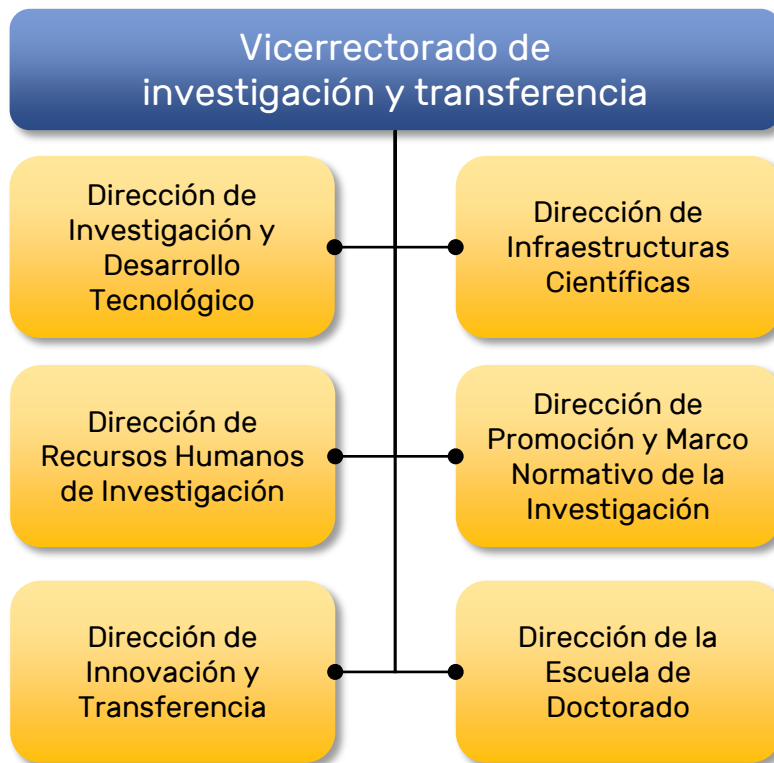 Vicerrectorado de
investigación y transferencia
Dirección de
Investigación y
Desarrollo
Tecnológico
Dirección de
Infraestructuras
Científicas
Dirección de
Recursos Humanos
de Investigación
Dirección de
Promoción y Marco
Normativo de la
Investigación
Dirección de
Innovación y
Transferencia
Dirección de la
Escuela de
Doctorado